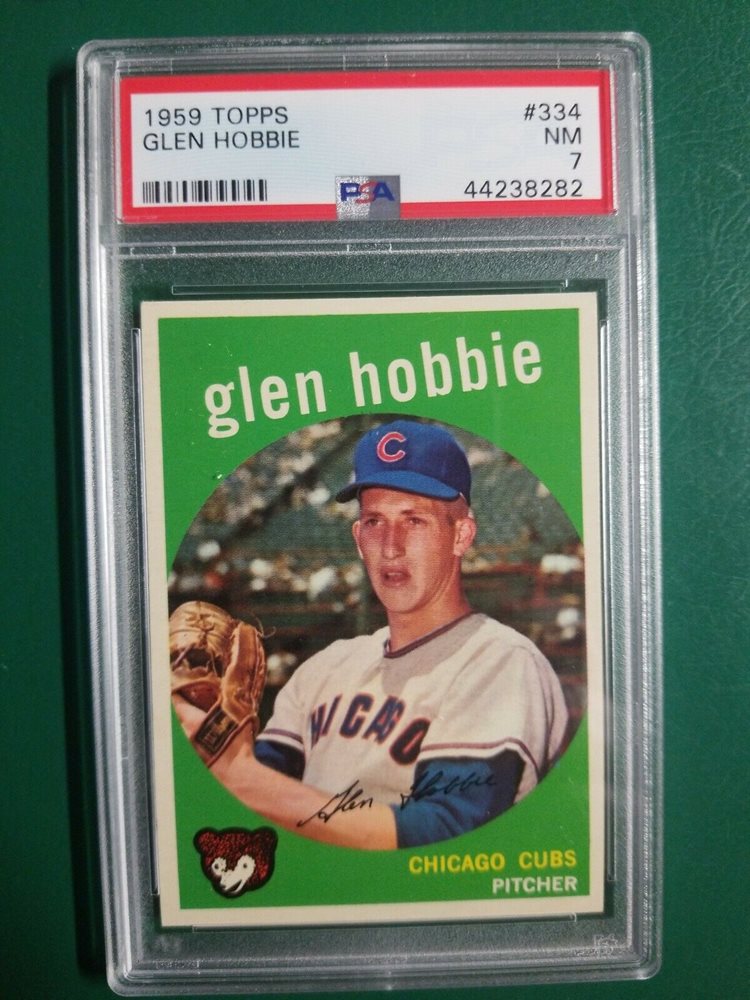 1959 TOPPS #334
GLEN HOBBIE NM
7
PSA 44238282
glen hobbie
C
CHICAGO
Glen Hobbie
CHICAGO CUBS
PITCHER